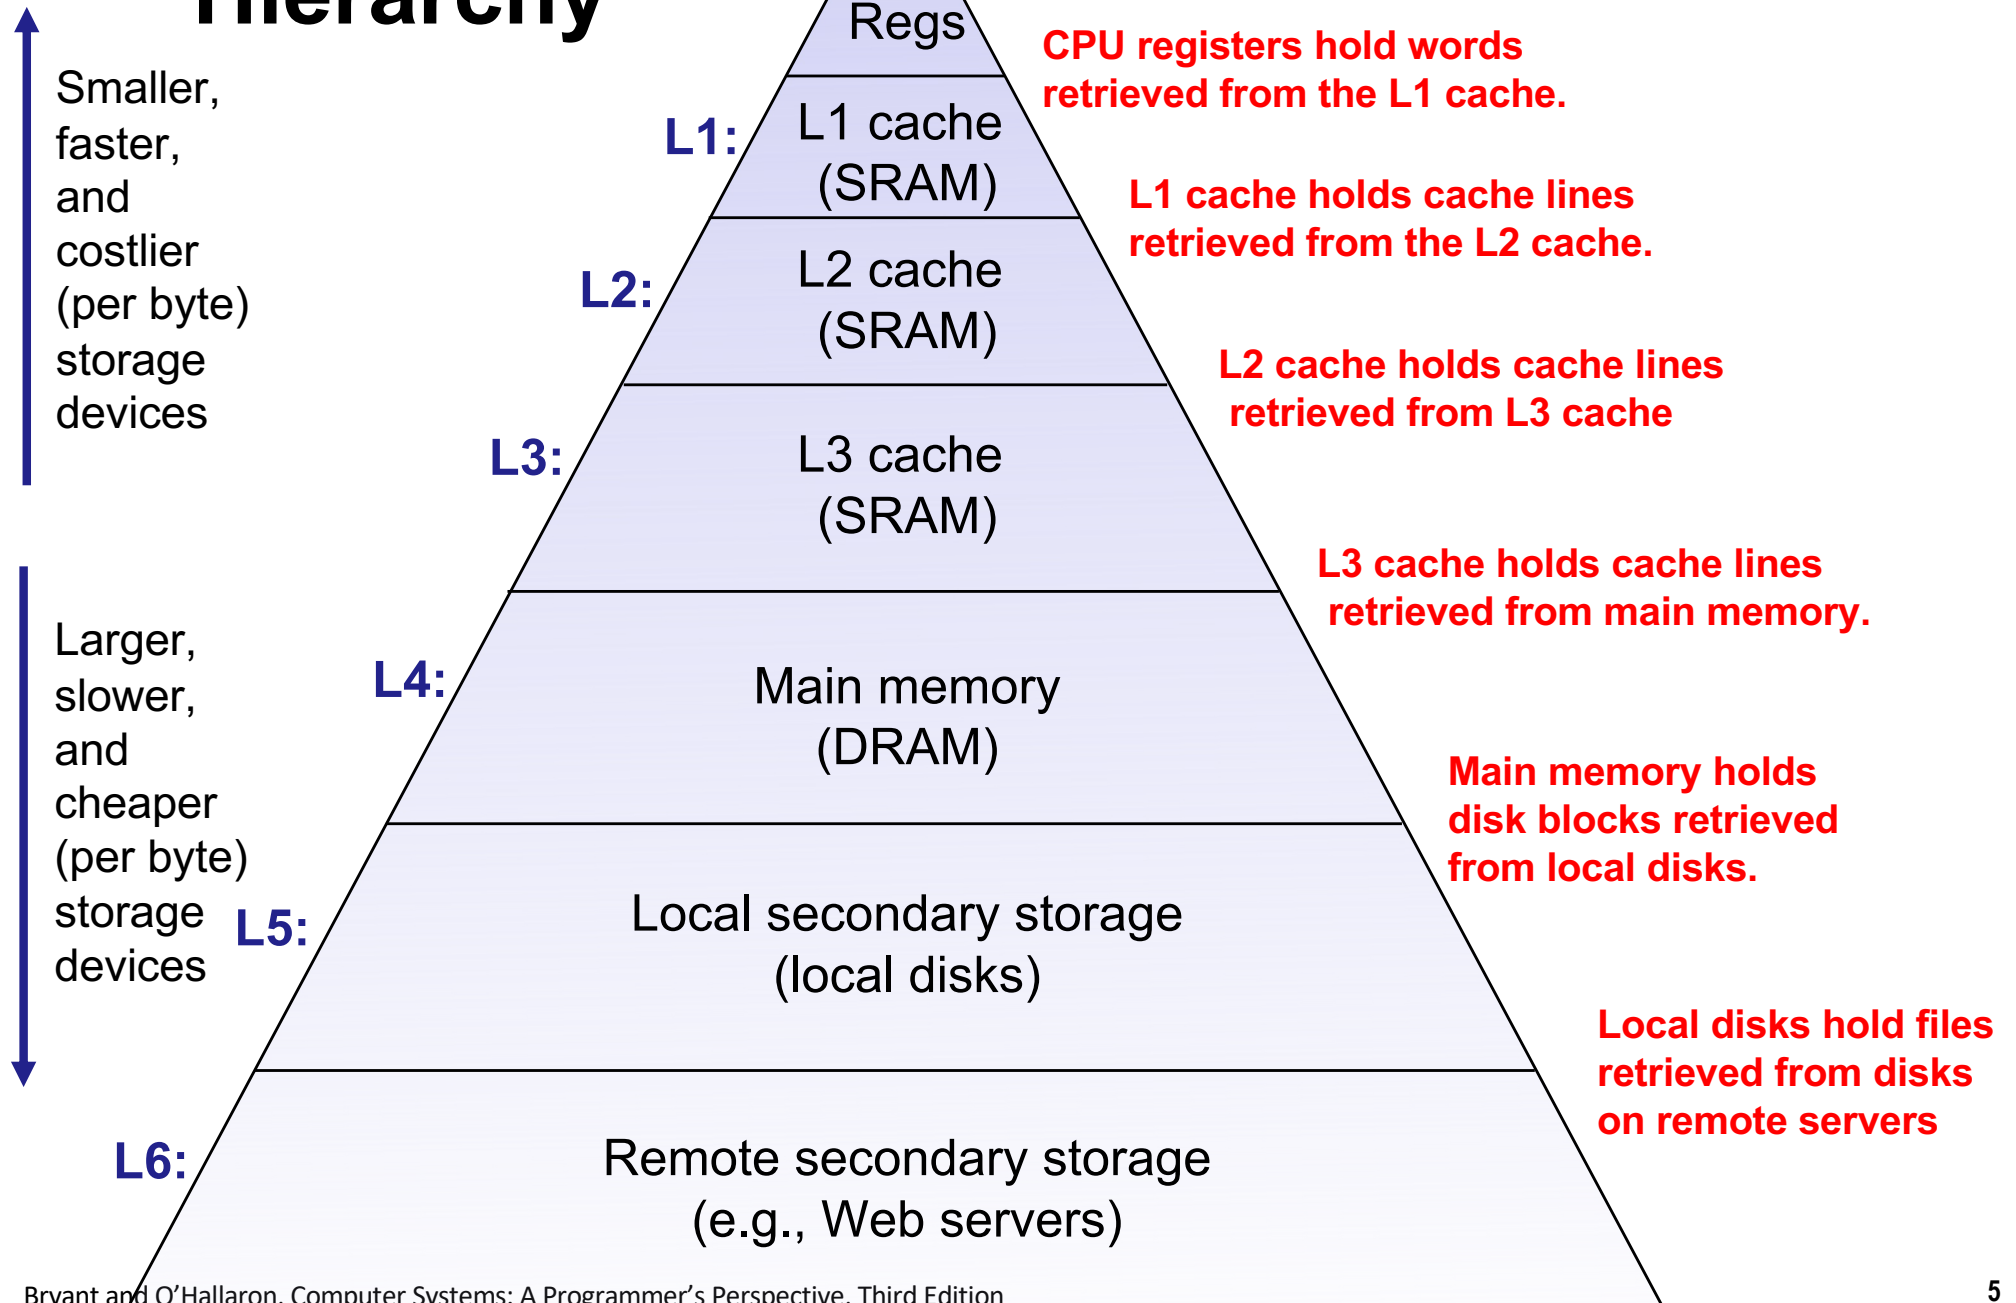 Hierarchy
Smaller,
faster,
and
costlier
(per byte)
storage
devices
Larger,
slower,
and
cheaper
(per byte)
storage
devices
Regs
L1:
L1 cache
(SRAM)
L2:
L2 cache
(SRAM)
L3:
L3 cache
(SRAM)
L4:
Main memory
(DRAM)
L5:
Local secondary storage
(local disks)
L6:
Remote secondary storage
(e.g., Web servers)
CPU registers hold words
retrieved from the L1 cache.
L1 cache holds cache lines
retrieved from the L2 cache.
L2 cache holds cache lines
retrieved from L3 cache
L3 cache holds cache lines
retrieved from main memory.
Main memory holds
disk blocks retrieved
from local disks.
Local disks hold files
retrieved from disks
on remote servers
Bryant and O’Hallaron, Computer Systems: A Programmer’s Perspective, Third Edition
5